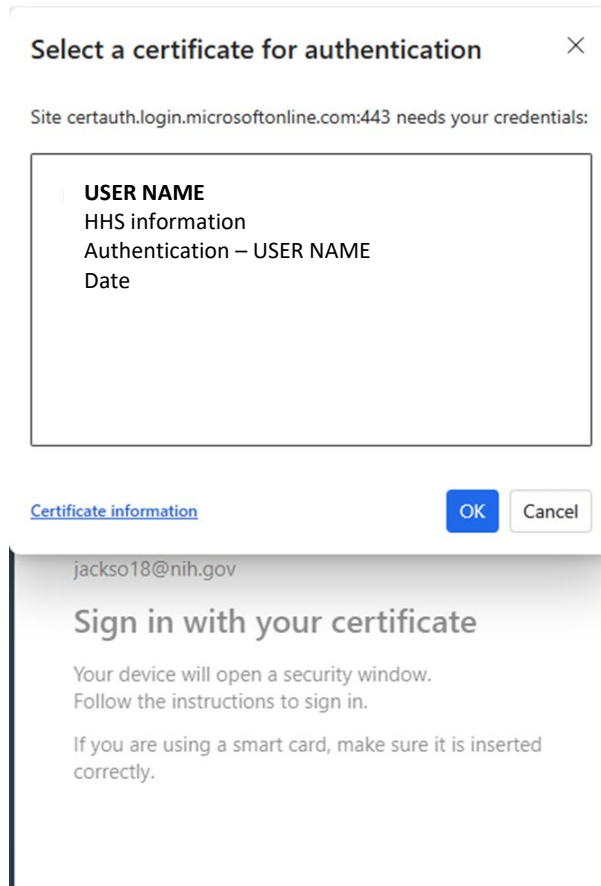 Select a certificate for authentication
Site certauth.login.microsoftonline.com:443 needs your credentials:
USER NAME
HHS information
Authentication – USER NAME
Date
Certificate information
OK
Cancel
jackso18@nih.gov
Sign in with your certificate
Your device will open a security window.
Follow the instructions to sign in.
If you are using a smart card, make sure it is inserted
correctly.